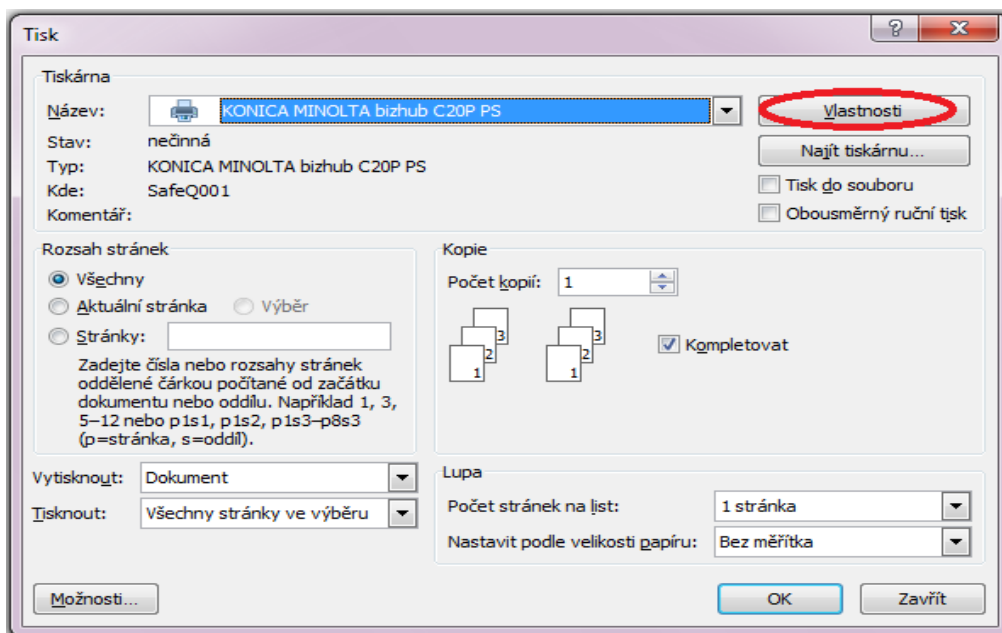 Tisk
Tiskárna
Název: KONICA MINOLTA bizhub C20P PS Vlastnosti
Stav: nečinná Najít tiskárnu...
Typ: KONICA MINOLTA bizhub C20P PS
Kde: SafeQ001 Tisk do souboru
Komentář: Obousměrný ruční tisk
Rozsah stránek
Všechny
Aktuální stránka Výběr
Stránky:
Zadejte čísla nebo rozsahy stránek
oddělené čárkou počítané od začátku
dokumentu nebo oddílu. Například 1, 3,
5–12 nebo p1s1, p1s2, p1s3–p8s3
(p=stránka, s=oddíl).
Kopie
Počet kopií: 1
3 3
2 2
1 1
Kompletovat
Vytisknout: Dokument
Tisknout: Všechny stránky ve výběru
Lupa
Počet stránek na list: 1 stránka
Nastavit podle velikosti papíru: Bez měřítka
Možnosti... OK Zavřít